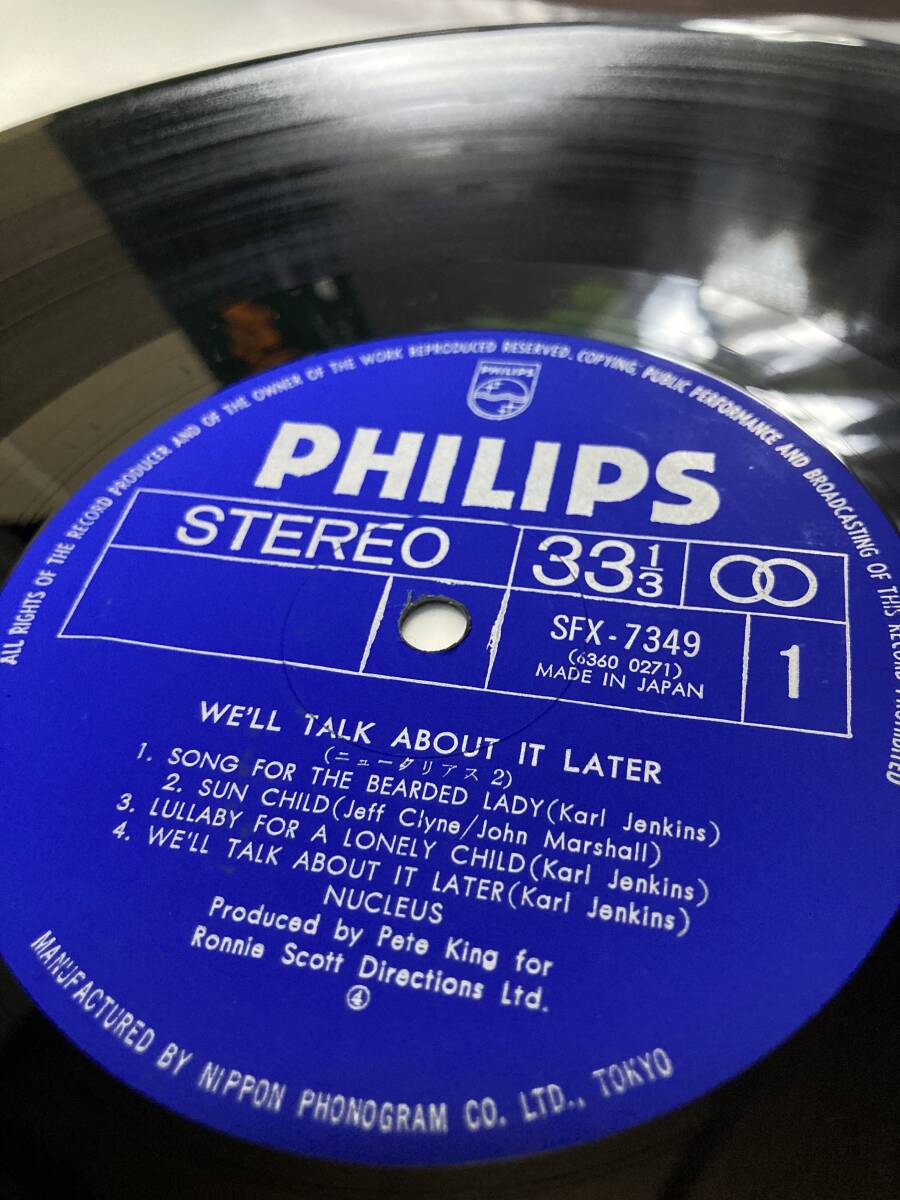 ALL RIGHTS OF THE RECORD PRODUCER AND OF THE OWNER OF THE WORK REPRODUCED RESERVED. COPYING, PUBLIC PERFORMANCE AND BROADCASTING OF THIS RECORD PROHIBITED
PHILIPS
PHILIPS
STEREO 33 1/3
SFX-7349
(6360 0271)
MADE IN JAPAN
1
WE'LL TALK ABOUT IT LATER
(ニュークリアス 2)
1. SONG FOR THE BEARDED LADY (Karl Jenkins)
2. SUN CHILD (Jeff Clyne/John Marshall)
3. LULLABY FOR A LONELY CHILD (Karl Jenkins)
4. WE'LL TALK ABOUT IT LATER (Karl Jenkins)
NUCLEUS
Produced by Pete King for
Ronnie Scott Directions Ltd.
④
MANUFACTURED BY NIPPON PHONOGRAM CO. LTD., TOKYO